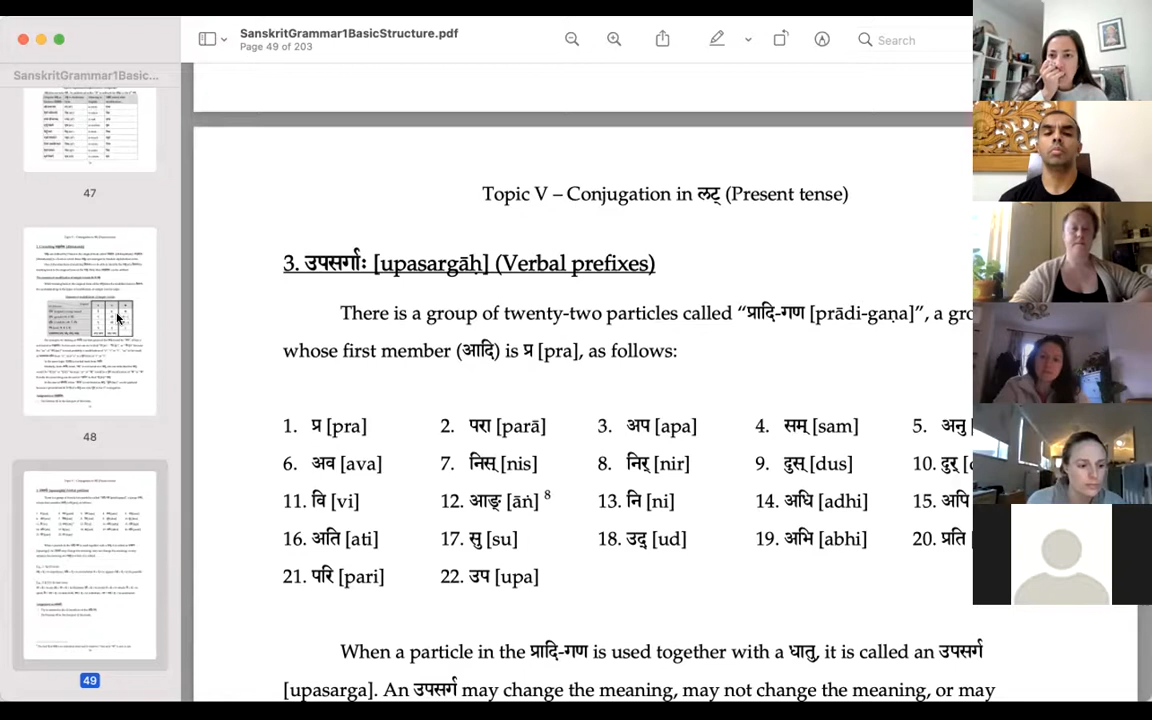 SanskritGrammar1BasicStructure.pdf
Page 49 of 203
Search
SanskritGrammar1Basic...
47
48
49
Topic V – Conjugation in लट् (Present tense)
3. उपसर्गाः [upasargāḥ] (Verbal prefixes)
There is a group of twenty-two particles called “प्रादि-गण [prādi-gaṇa]”, a
whose first member (आदि) is प्र [pra], as follows:
1. प्र [pra] 2. परा [parā] 3. अप [apa] 4. सम् [sam] 5. अनु
6. अव [ava] 7. निस् [nis] 8. निर् [nir] 9. दुस् [dus] 10. दुर्
11. वि [vi] 12. आङ् [āṅ] 8 13. नि [ni] 14. अधि [adhi] 15. अपि
16. अति [ati] 17. सु [su] 18. उद् [ud] 19. अभि [abhi] 20. प्रति
21. परि [pari] 22. उप [upa]
When a particle in the प्रादि-गण is used together with a धातु, it is called an उपसर्ग
[upasarga]. An उपसर्ग may change the meaning, may not change the meaning, or may